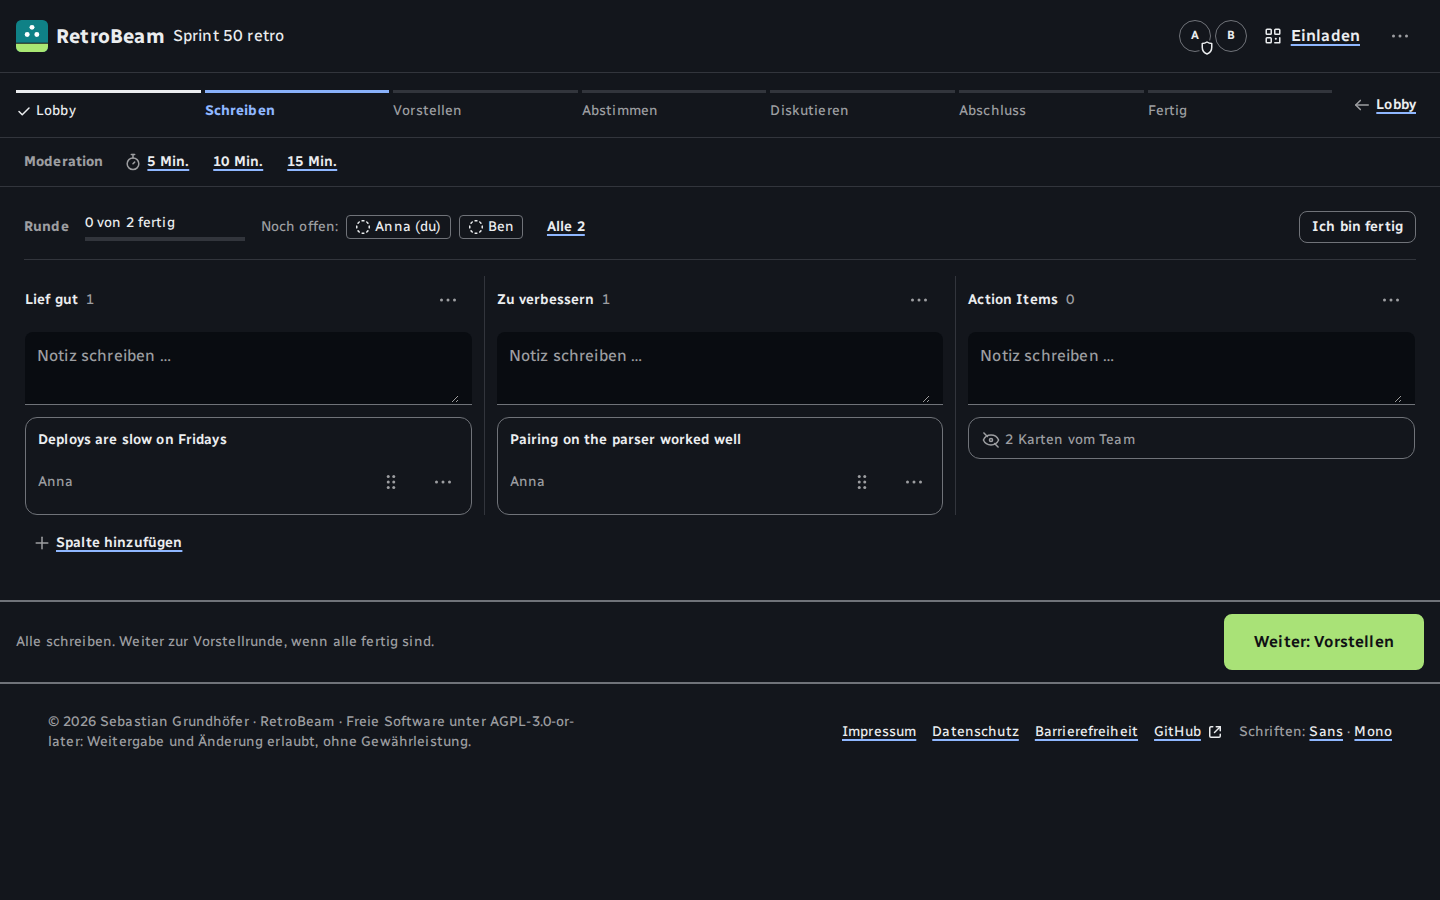 RetroBeam Sprint 50 retro
A B Einladen
Lobby Schreiben Vorstellen Abstimmen Diskutieren Abschluss Fertig Lobby
Moderation 5 Min. 10 Min. 15 Min.
Runde 0 von 2 fertig Noch offen: Anna (du) Ben Alle 2 Ich bin fertig
Lief gut 1
Notiz schreiben …
Deploys are slow on Fridays
Anna
Zu verbessern 1
Notiz schreiben …
Pairing on the parser worked well
Anna
Action Items 0
Notiz schreiben …
2 Karten vom Team
Spalte hinzufügen
Alle schreiben. Weiter zur Vorstellrunde, wenn alle fertig sind.
Weiter: Vorstellen
© 2026 Sebastian Grundhöfer · RetroBeam · Freie Software unter AGPL-3.0-or-
later: Weitergabe und Änderung erlaubt, ohne Gewährleistung.
Impressum Datenschutz Barrierefreiheit GitHub Schriften: Sans · Mono